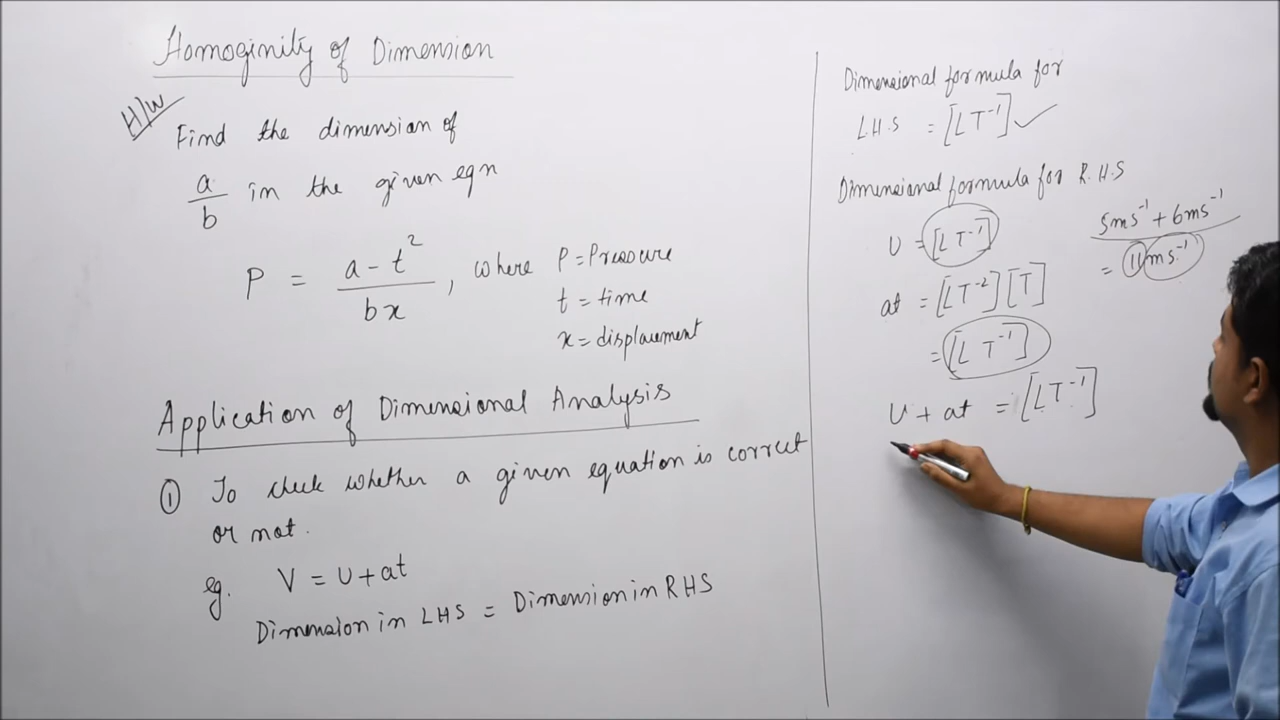 Homoginity of Dimension
H/W
Find the dimension of
a/b in the given eqn
P = (a - t²)/(bx), where P = Pressure
t = time
x = displacement
Application of Dimensional Analysis
① To check whether a given equation is correct
or not.
eg. V = U + at
Dimension in LHS = Dimension in RHS
Dimensional formula for
L.H.S = [LT⁻¹] ✓
Dimensional formula for R.H.S
U = [LT⁻¹]
at = [LT⁻²] [T]
= [LT⁻¹]
U + at = [LT⁻¹]
5ms⁻¹ + 6ms⁻¹
= 11ms⁻¹